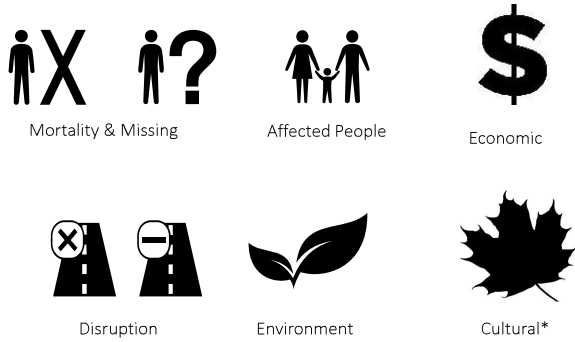 Mortality & Missing
Affected People
Economic
Disruption
Environment
Cultural*